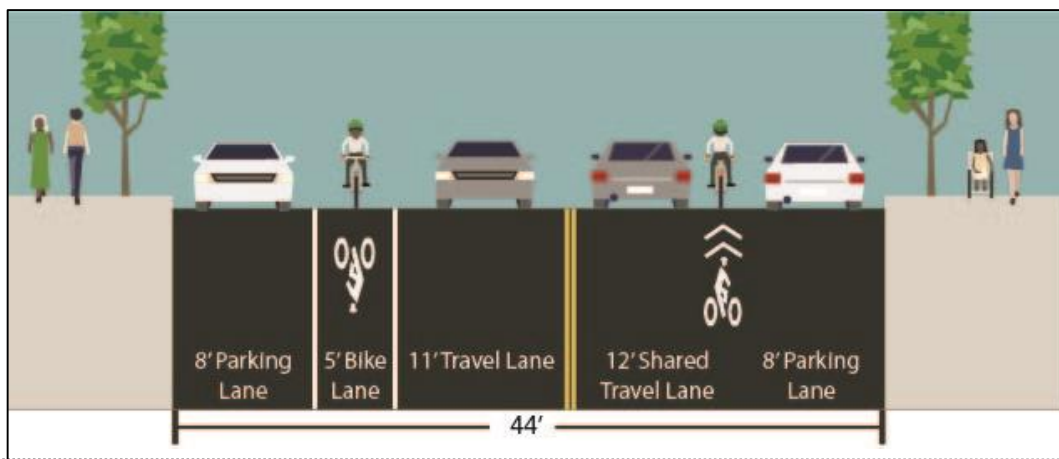 8' Parking
Lane
5' Bike
Lane
11' Travel Lane
12' Shared
Travel Lane
8' Parking
Lane
44'